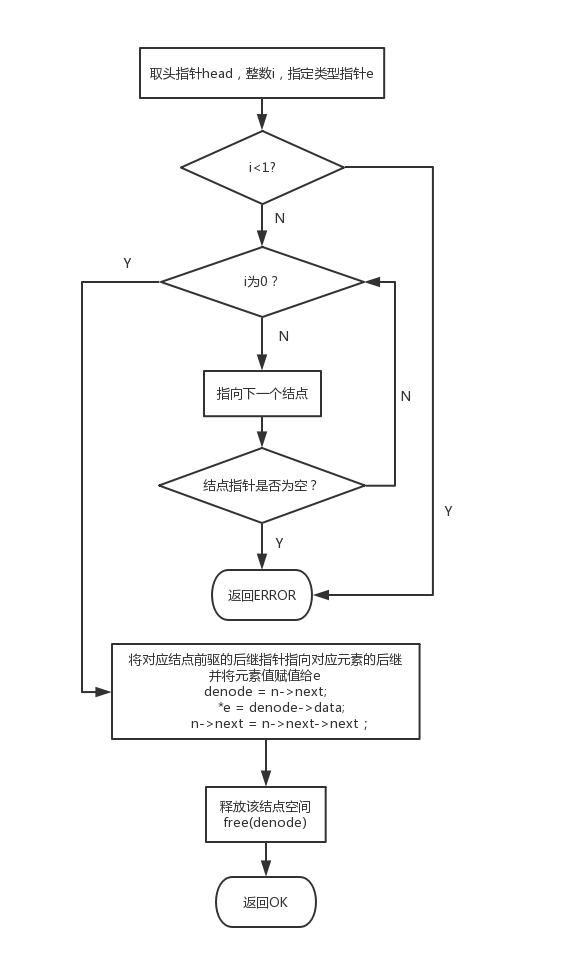 取头指针head，整数i，指定类型指针e
i<1?
N
Y
i为0？
N
指向下一个结点
N
结点指针是否为空？
Y
Y
返回ERROR
将对应结点前驱的后继指针指向对应元素的后继
并将元素值赋值给e
denode = n->next;
*e = denode->data;
n->next = n->next->next ;
释放该结点空间
free(denode)
返回OK